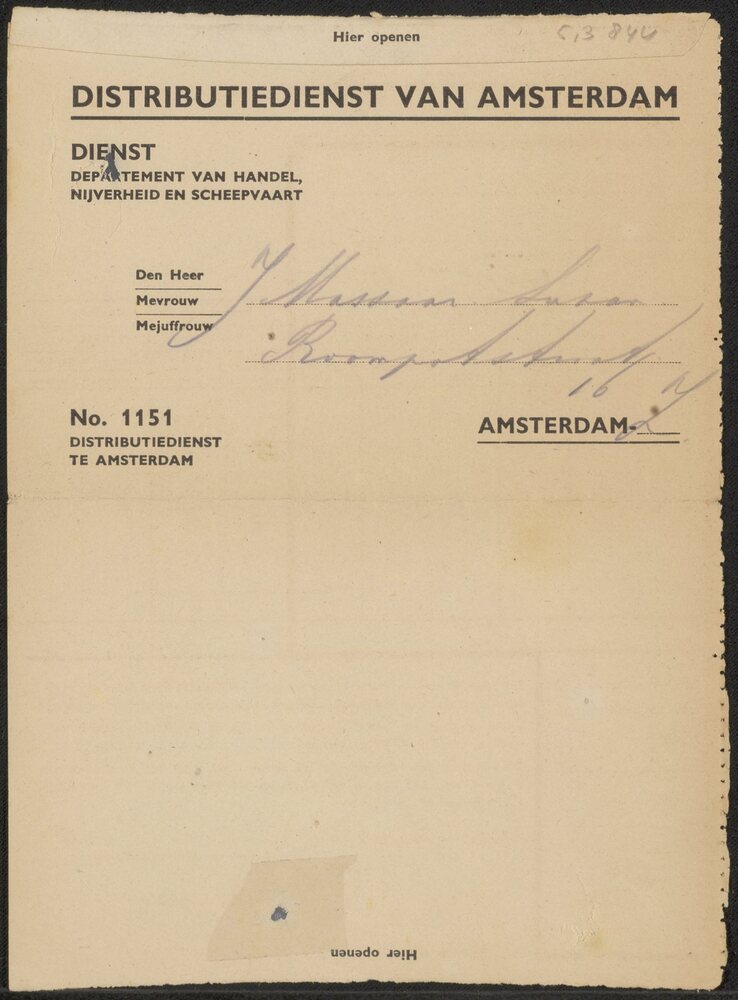 Hier openen
DISTRIBUTIEDIENST VAN AMSTERDAM
DIENST
DEPARTEMENT VAN HANDEL,
NIJVERHEID EN SCHEEPVAART
Den Heer
Mevrouw
Mejuffrouw
J
16
No. 1151
AMSTERDAM-Z
DISTRIBUTIEDIENST
TE AMSTERDAM
Hier openen